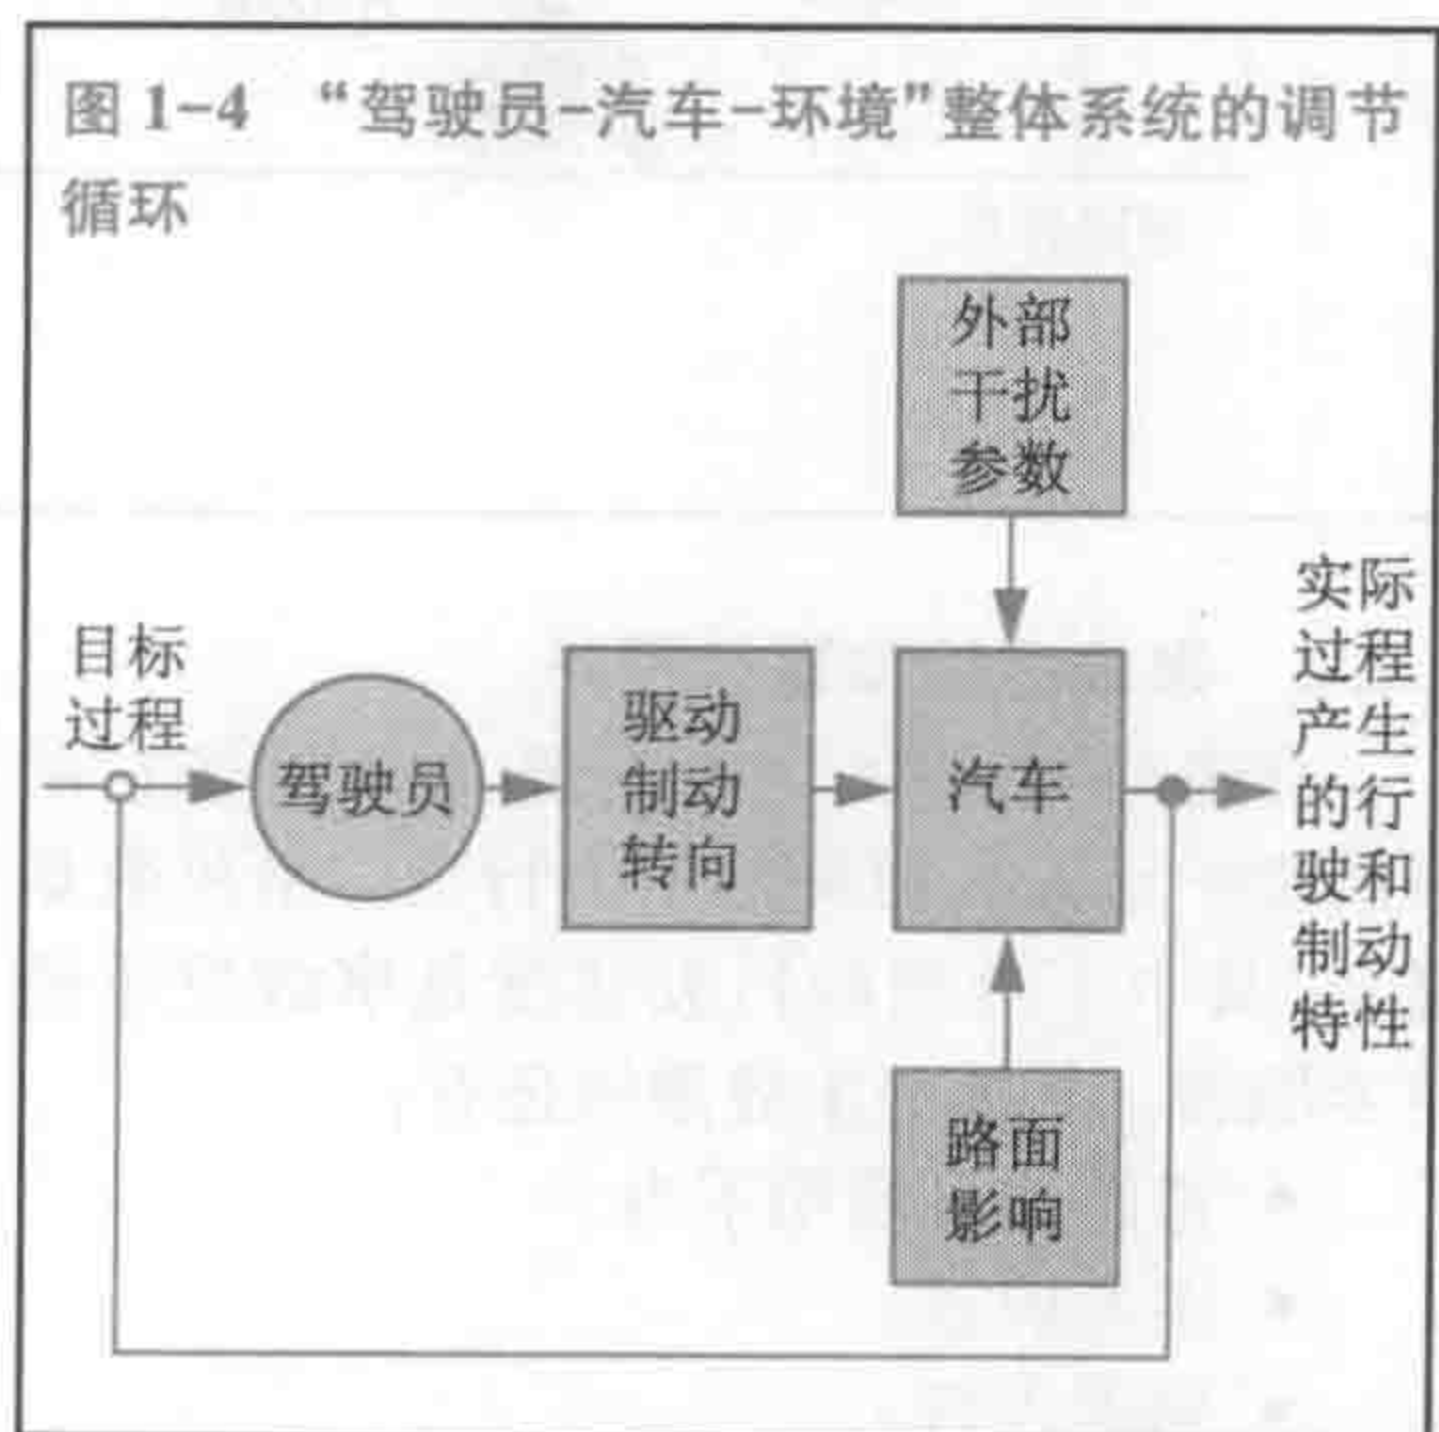 图 1-4 “驾驶员-汽车-环境”整体系统的调节
循环
外部
干扰
参数
目标
过程
驾驶员
驱动
制动
转向
汽车
实际
过程
产生
的行
驶和
制动
特性
路面
影响